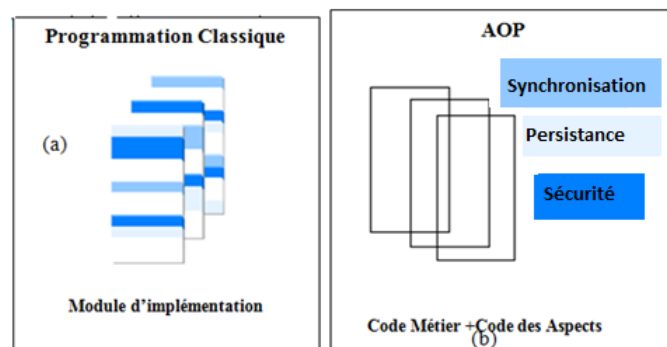 Programmation Classique
(a)
Module d'implémentation
AOP
Synchronisation
Persistance
Sécurité
Code Métier +Code des Aspects
(b)